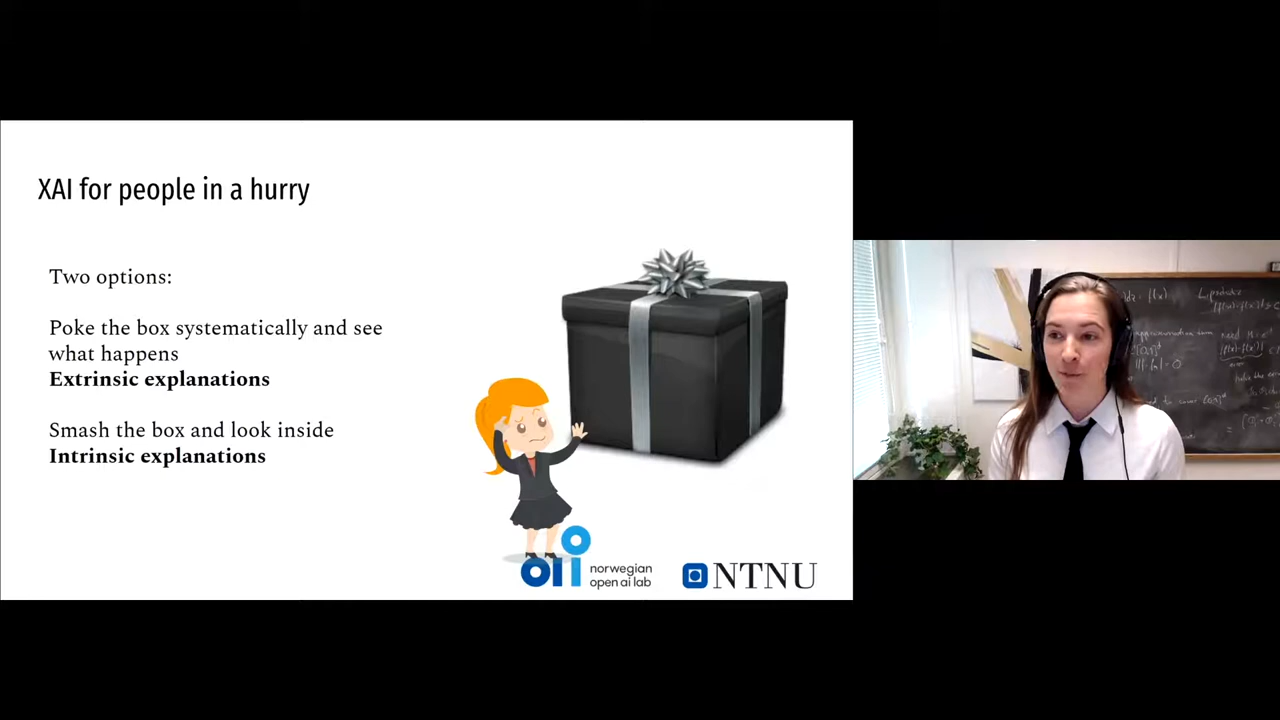 XAI for people in a hurry
Two options:
Poke the box systematically and see
what happens
Extrinsic explanations
Smash the box and look inside
Intrinsic explanations
norwegian
open ai lab
NTNU